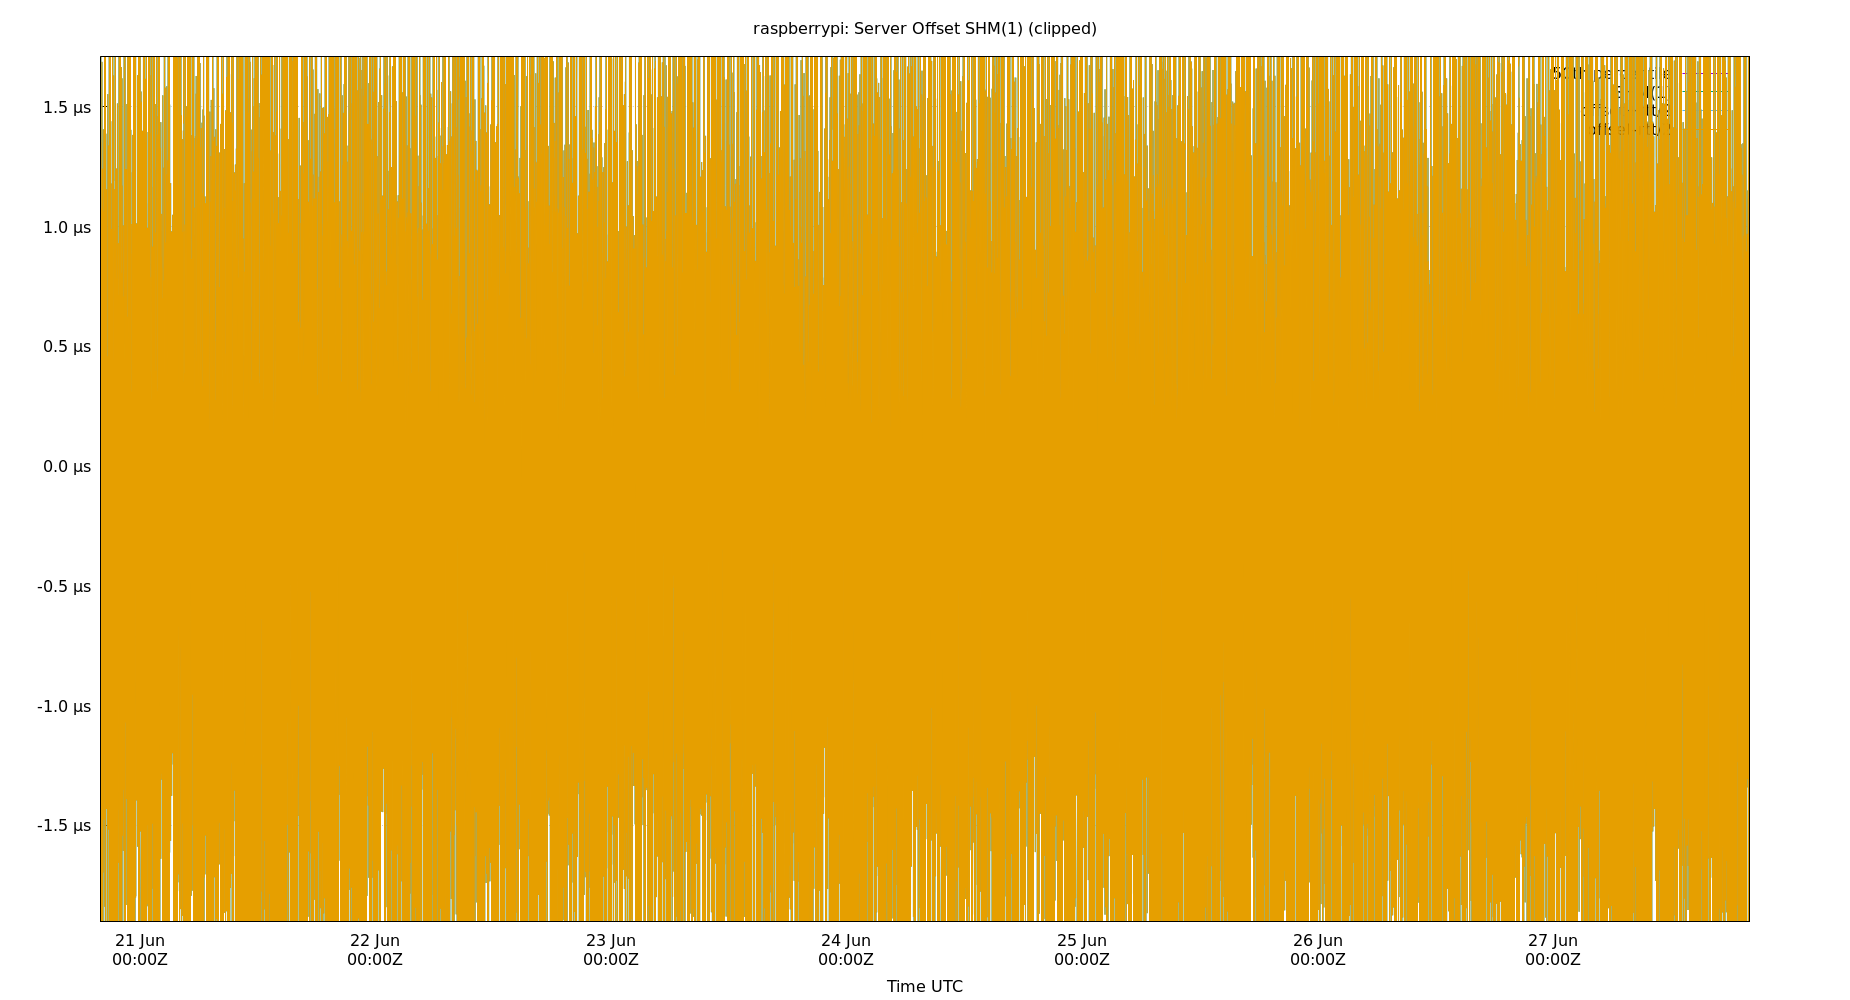 raspberrypi: Server Offset SHM(1) (clipped)
1.5 µs
1.0 µs
0.5 µs
0.0 µs
-0.5 µs
-1.0 µs
-1.5 µs
21 Jun 22 Jun 23 Jun 24 Jun 25 Jun 26 Jun 27 Jun
00:00Z 00:00Z 00:00Z 00:00Z 00:00Z 00:00Z 00:00Z
Time UTC